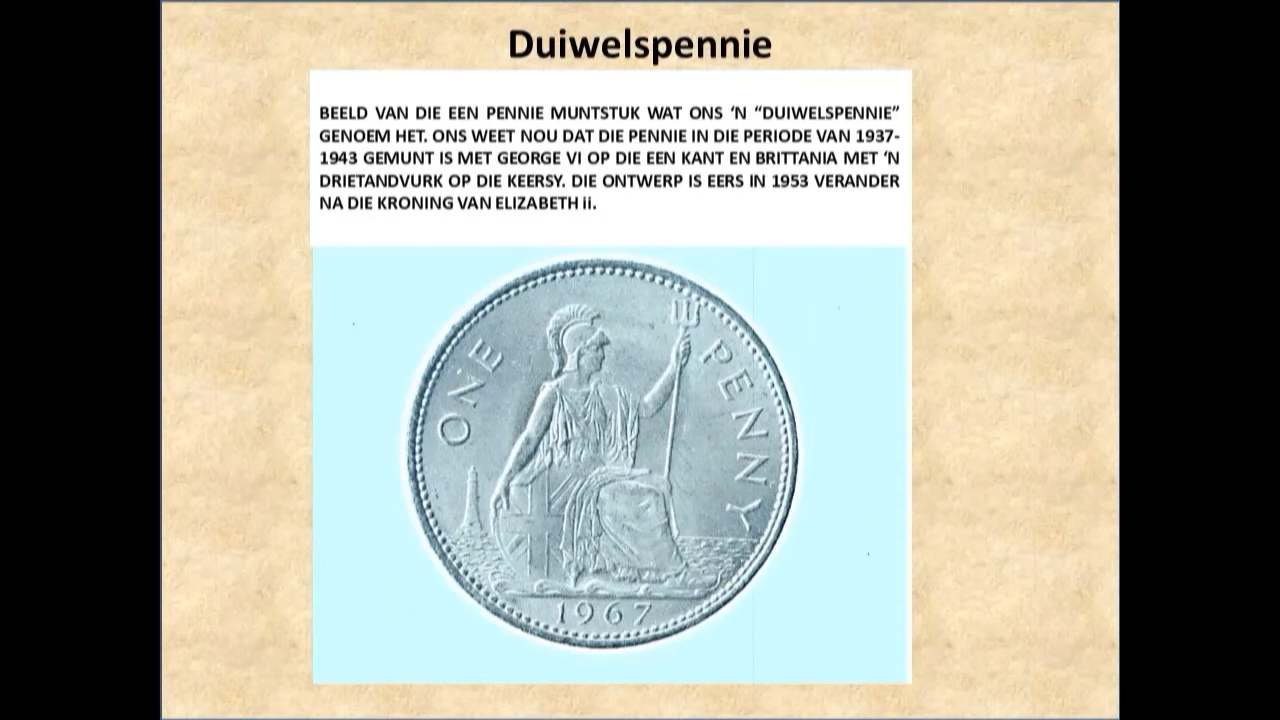 Duiwelspennie
BEELD VAN DIE EEN PENNIE MUNTSTUK WAT ONS ‘N “DUIWELSPENNIE”
GENOEM HET. ONS WEET NOU DAT DIE PENNIE IN DIE PERIODE VAN 1937-
1943 GEMUNT IS MET GEORGE VI OP DIE EEN KANT EN BRITTANIA MET ‘N
DRIETANDVURK OP DIE KEERSY. DIE ONTWERP IS EERS IN 1953 VERANDER
NA DIE KRONING VAN ELIZABETH ii.
ONE PENNY
1967